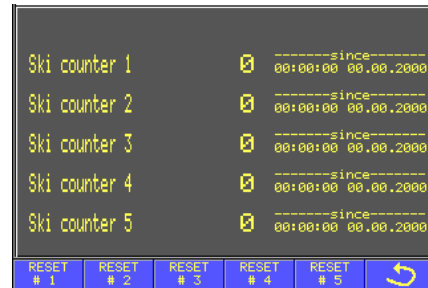 -------since-------
Ski counter 1 0 00:00:00 00.00.2000
-------since-------
Ski counter 2 0 00:00:00 00.00.2000
-------since-------
Ski counter 3 0 00:00:00 00.00.2000
-------since-------
Ski counter 4 0 00:00:00 00.00.2000
-------since-------
Ski counter 5 0 00:00:00 00.00.2000
RESET RESET RESET RESET RESET
# 1 # 2 # 3 # 4 # 5